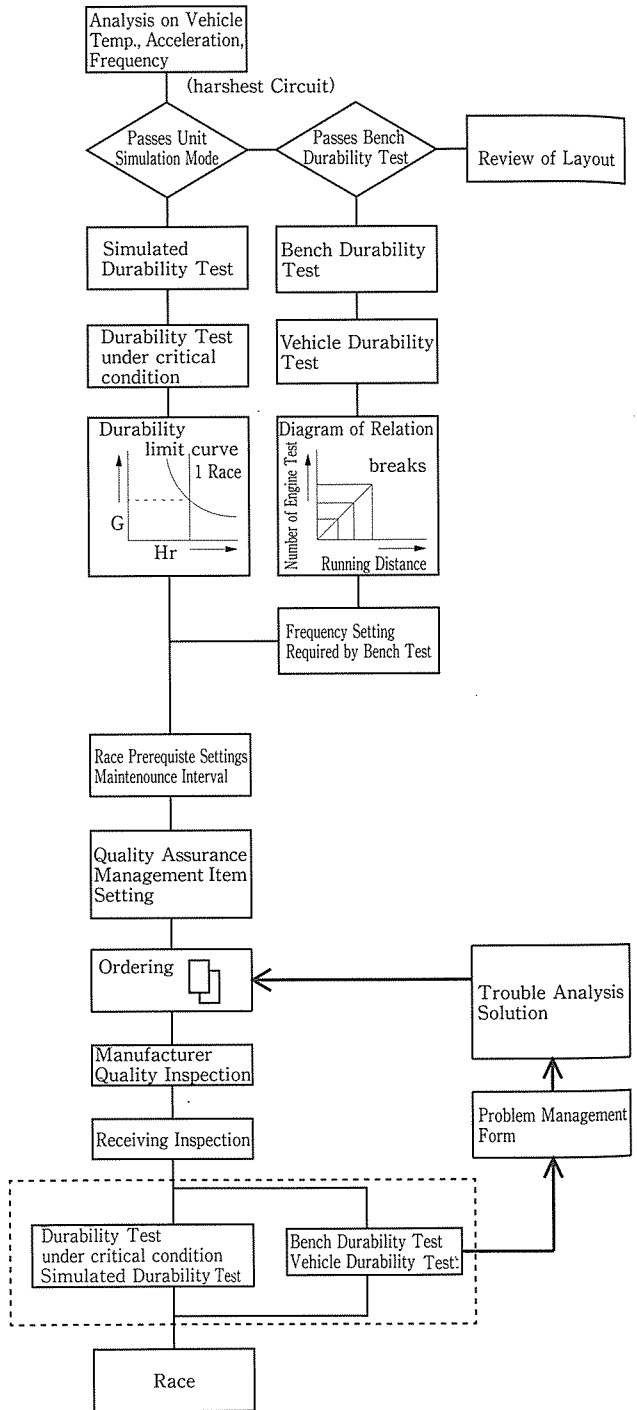 Analysis on Vehicle
Temp., Acceleration,
Frequency
(harshest Circuit)
Passes Unit
Simulation Mode
Passes Bench
Durability Test
Review of Layout
Simulated
Durability Test
Bench Durability
Test
Durability Test
under critical
condition
Vehicle Durability
Test
Durability
limit curve
1 Race
G
Hr
Diagram of Relation
Number of Engine Test
breaks
Running Distance
Frequency Setting
Required by Bench Test
Race Prerequiste Settings
Maintenounce Interval
Quality Assurance
Management Item
Setting
Ordering
Trouble Analysis
Solution
Manufacturer
Quality Inspection
Problem Management
Form
Receiving Inspection
Durability Test
under critical condition
Simulated Durability Test
Bench Durability Test
Vehicle Durability Test
Race